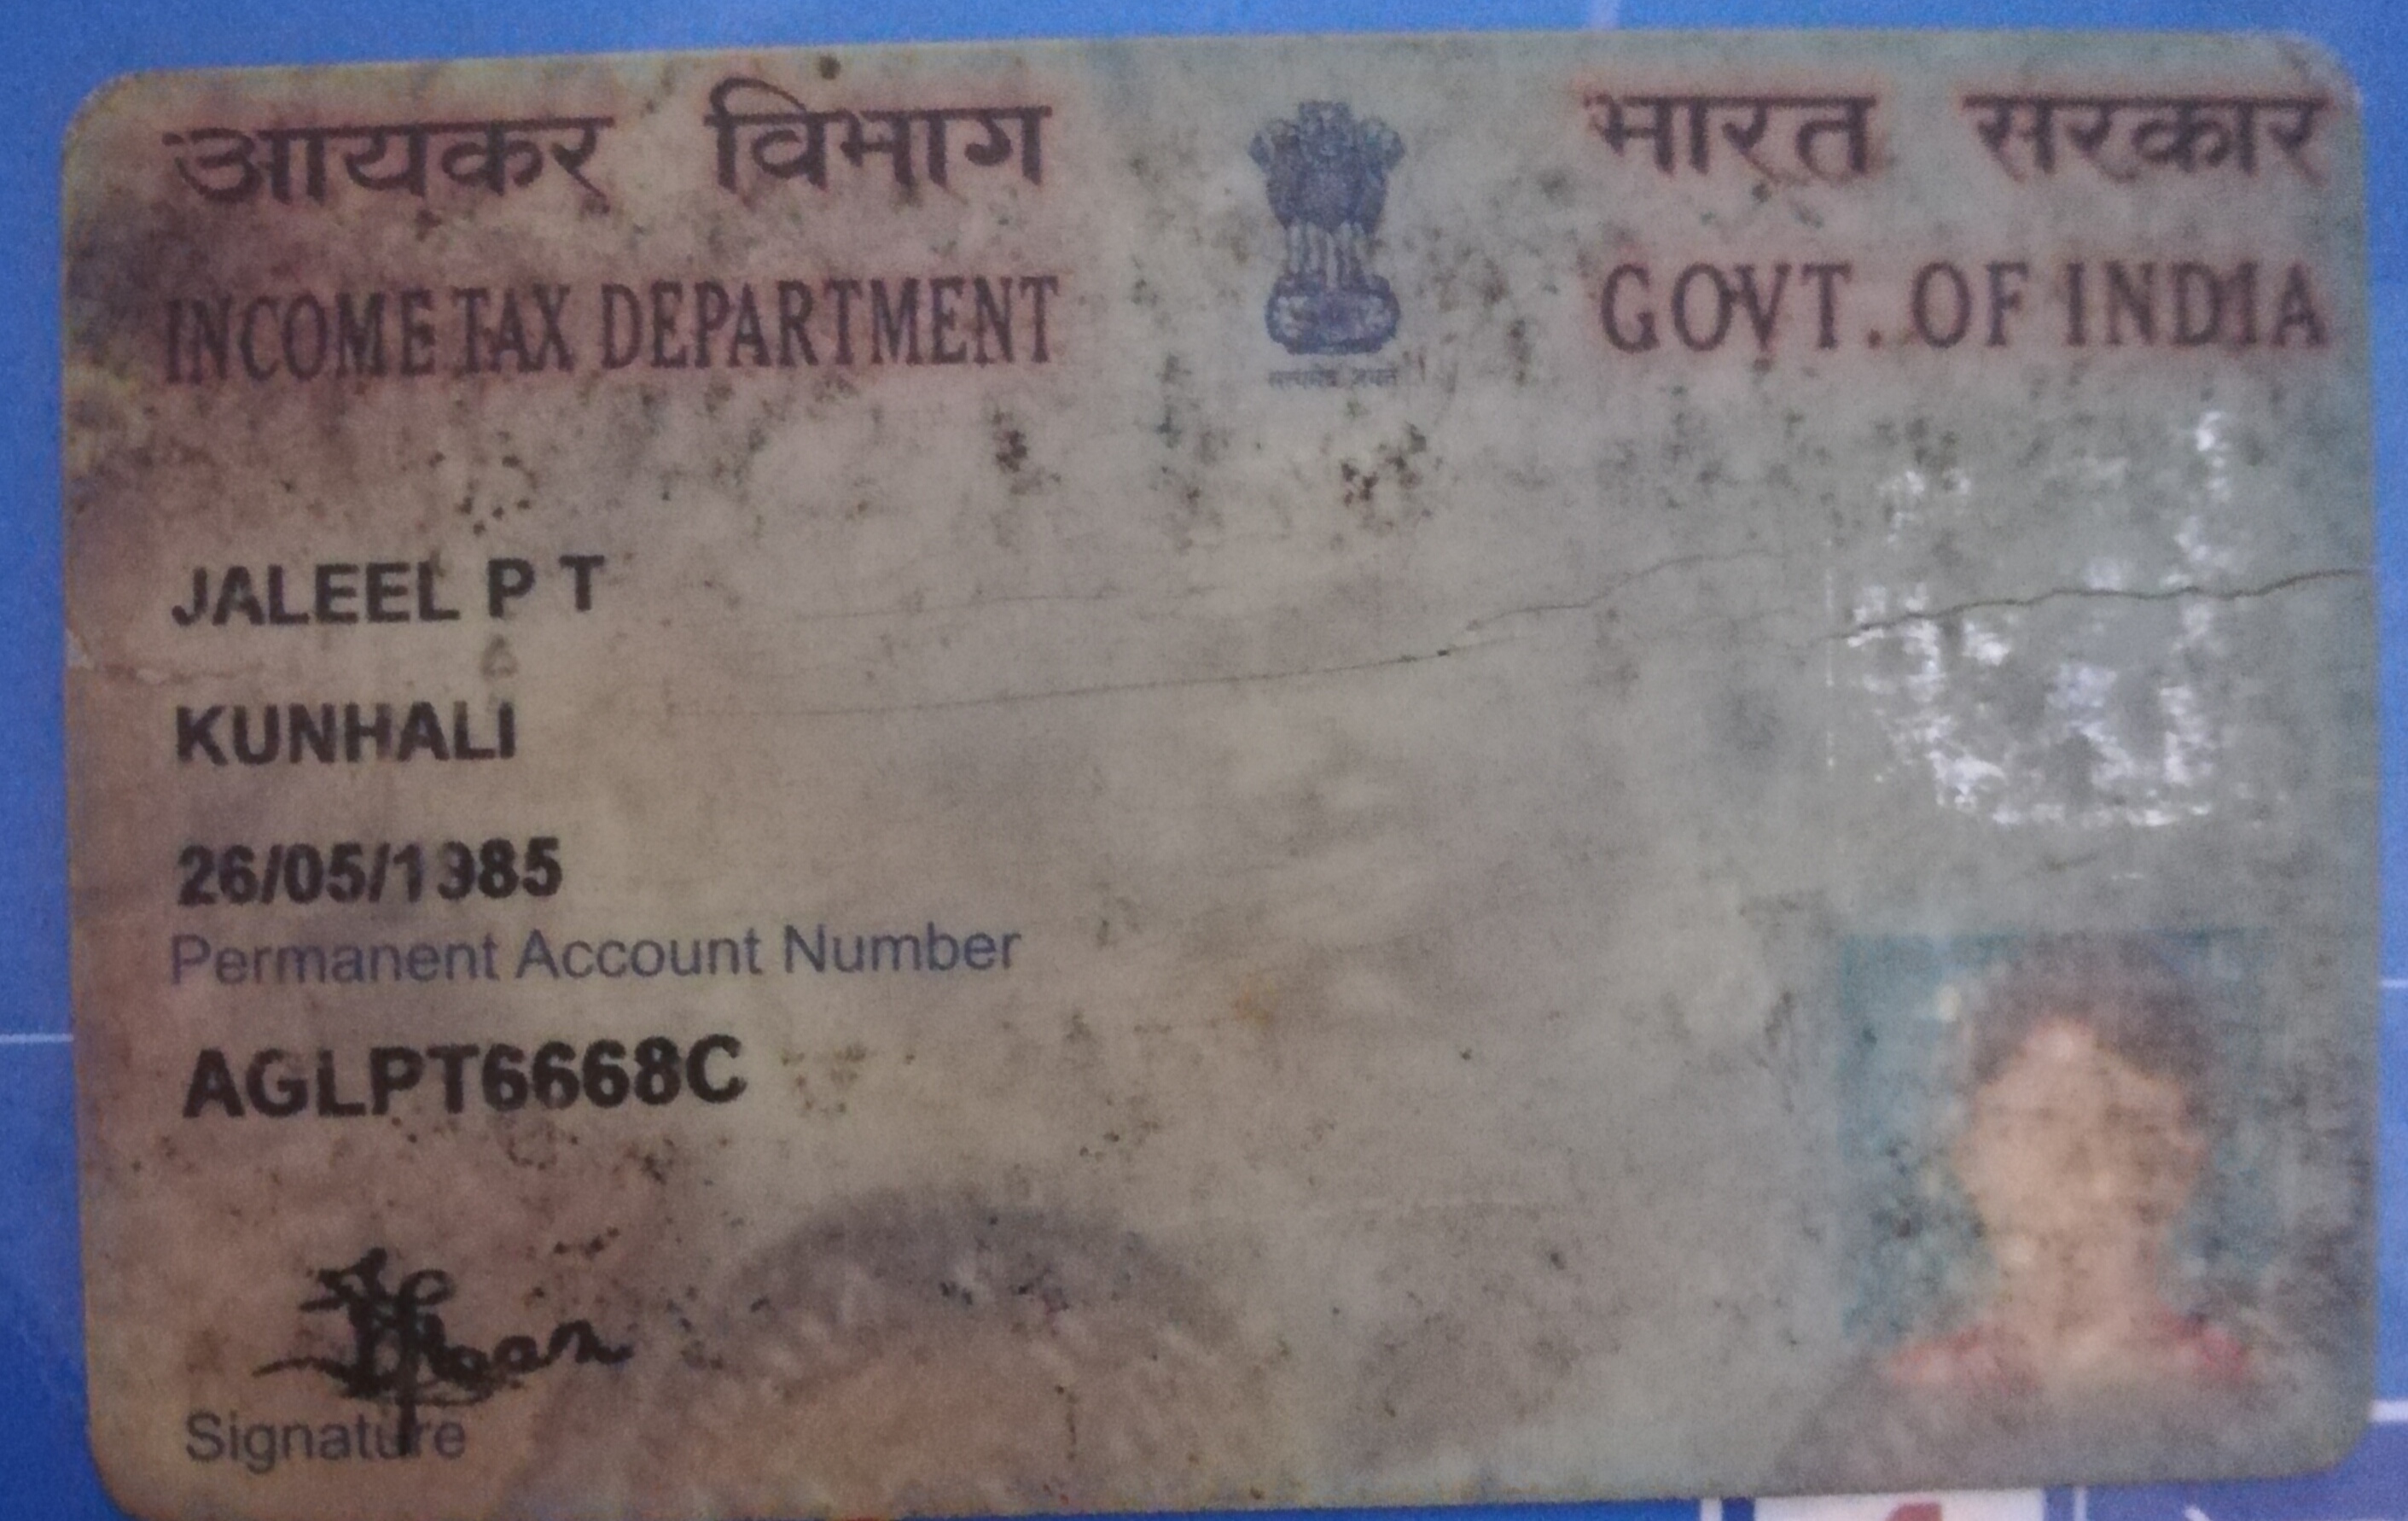 आयकर विभाग
INCOME TAX DEPARTMENT
सत्यमेव जयते
भारत सरकार
GOVT. OF INDIA
JALEEL P T
KUNHALI
26/05/1985
Permanent Account Number
AGLPT6668C
Signature